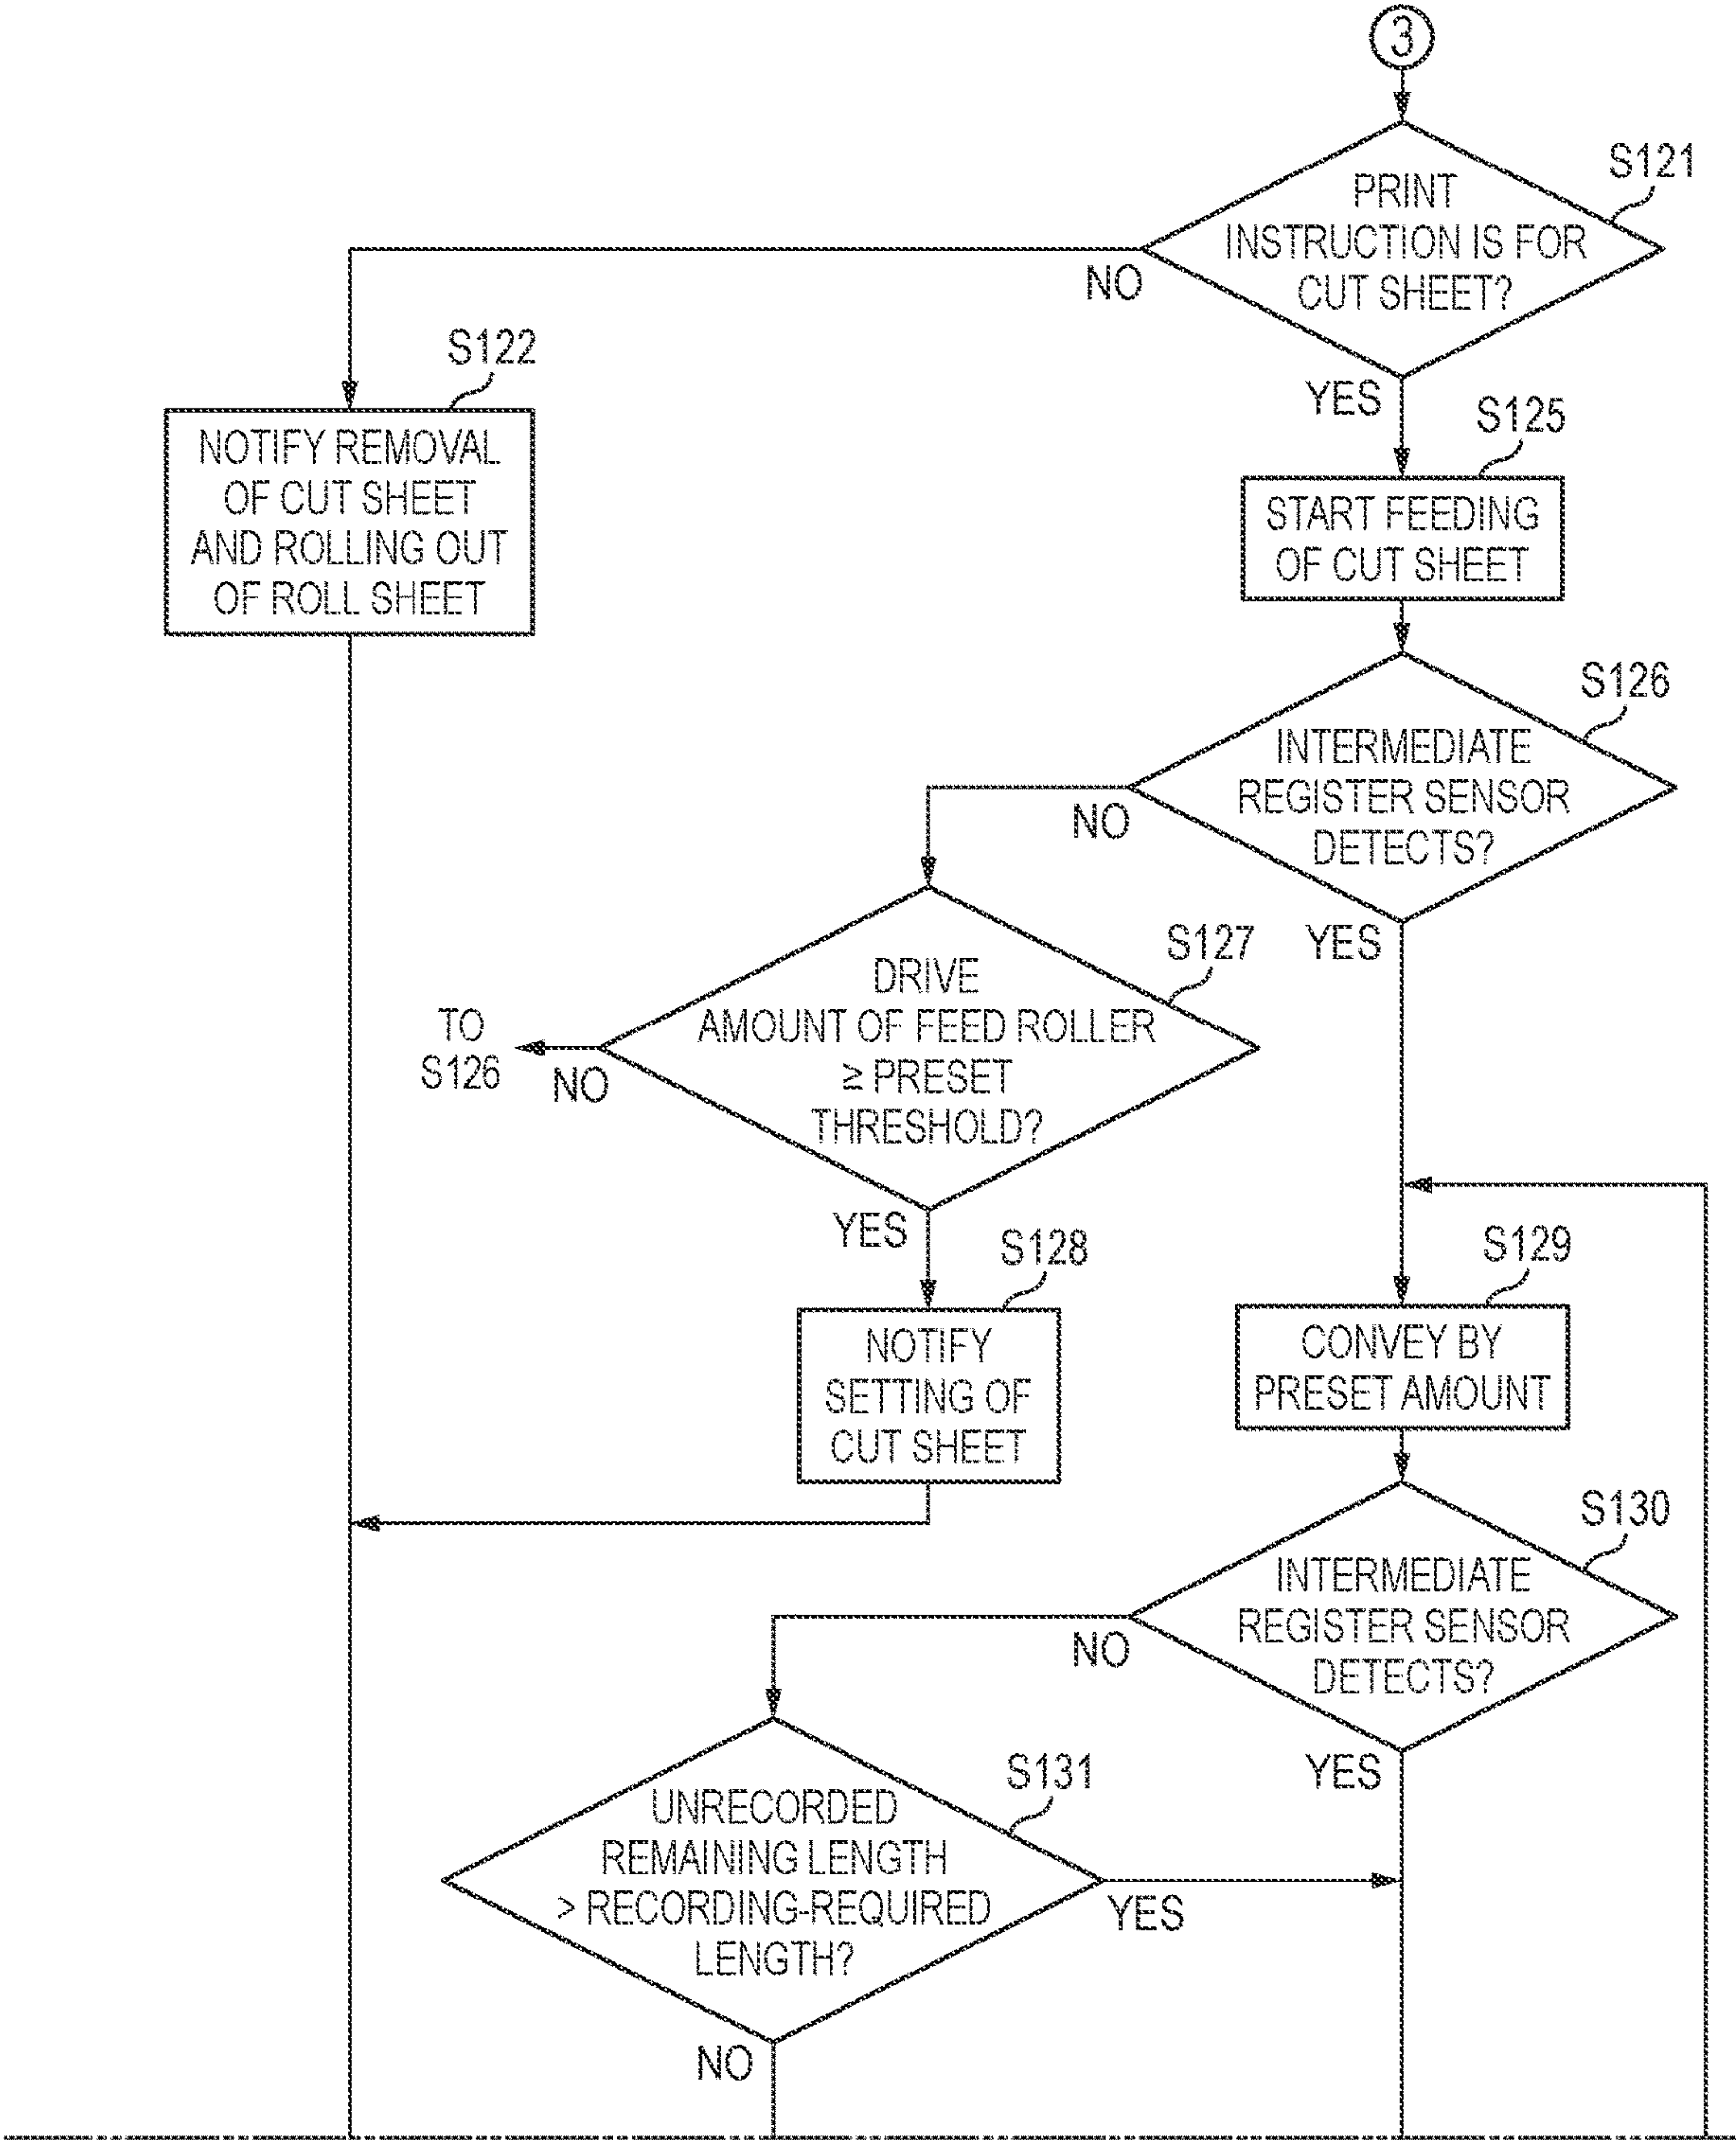 3
S121
PRINT
INSTRUCTION IS FOR
CUT SHEET?
NO
YES
S122
NOTIFY REMOVAL
OF CUT SHEET
AND ROLLING OUT
OF ROLL SHEET
S125
START FEEDING
OF CUT SHEET
S126
INTERMEDIATE
REGISTER SENSOR
DETECTS?
NO
YES
S127
DRIVE
AMOUNT OF FEED ROLLER
≥ PRESET
THRESHOLD?
TO
S126
NO
YES
S128
NOTIFY
SETTING OF
CUT SHEET
S129
CONVEY BY
PRESET AMOUNT
S130
INTERMEDIATE
REGISTER SENSOR
DETECTS?
NO
YES
S131
UNRECORDED
REMAINING LENGTH
> RECORDING-REQUIRED
LENGTH?
YES
NO